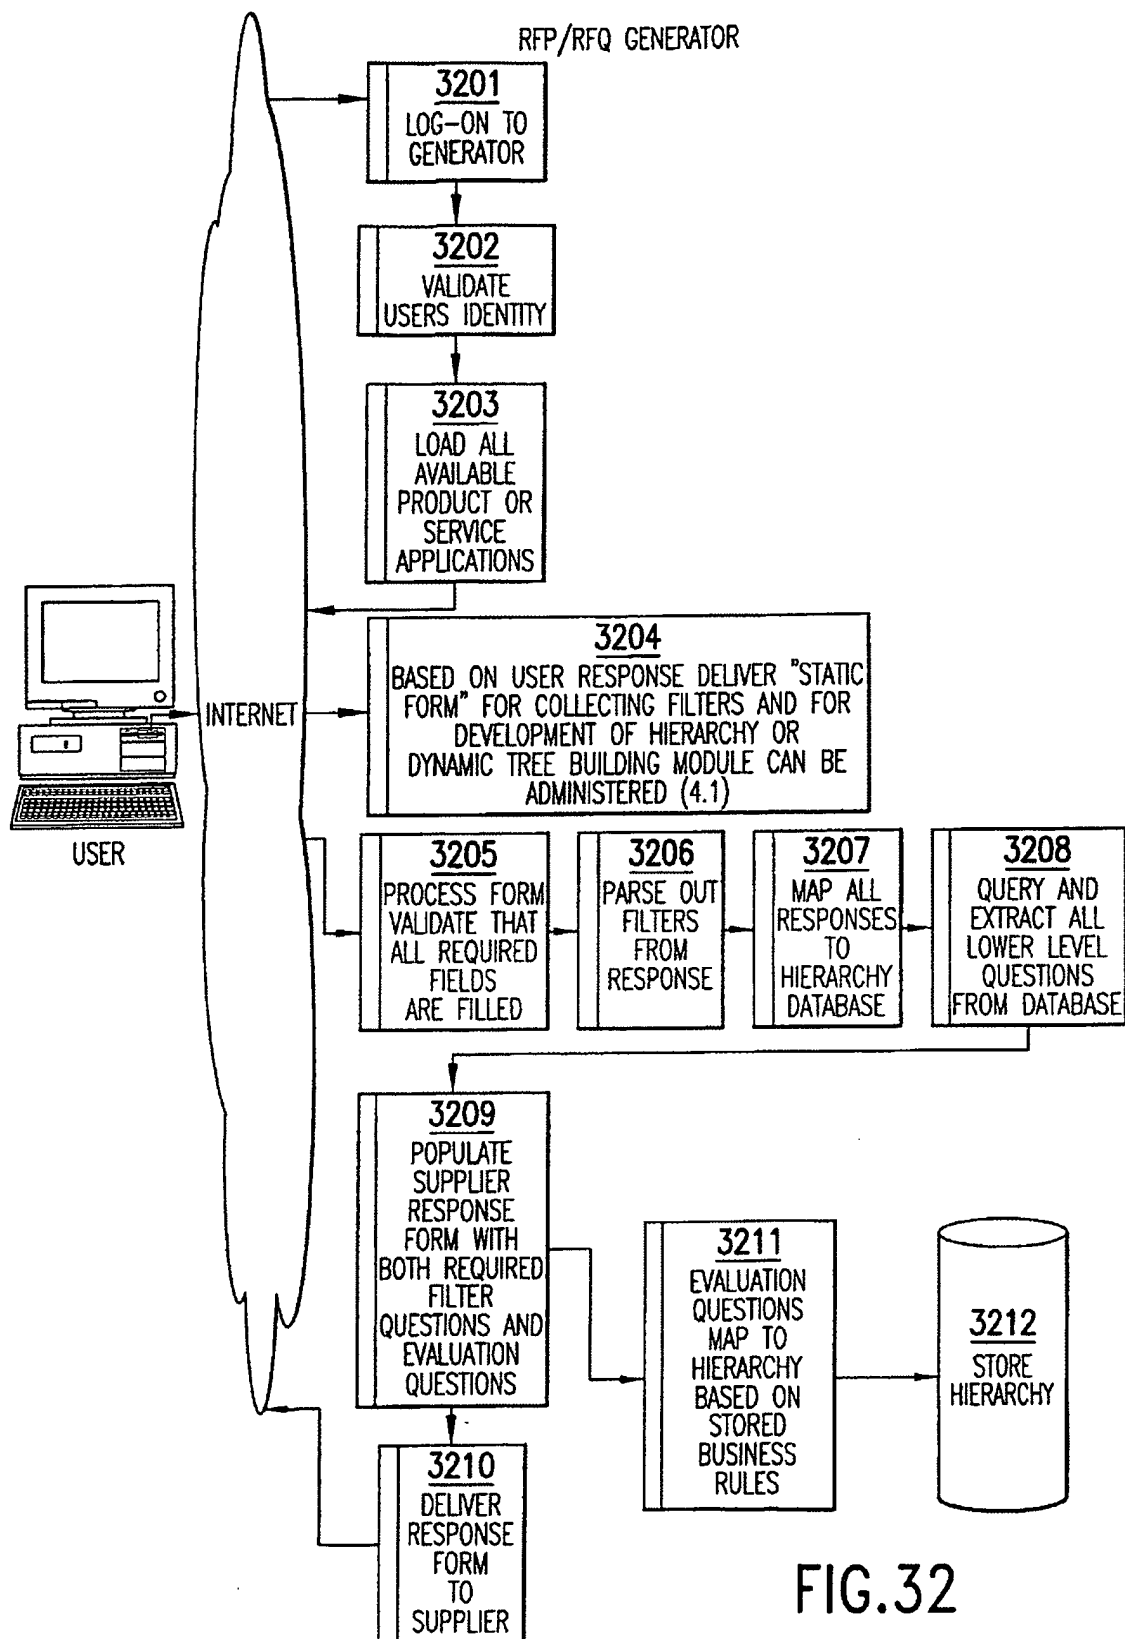 RFP/RFQ GENERATOR
3201
LOG-ON TO
GENERATOR
3202
VALIDATE
USERS IDENTITY
3203
LOAD ALL
AVAILABLE
PRODUCT OR
SERVICE
APPLICATIONS
3204
BASED ON USER RESPONSE DELIVER "STATIC
FORM" FOR COLLECTING FILTERS AND FOR
DEVELOPMENT OF HIERARCHY OR
DYNAMIC TREE BUILDING MODULE CAN BE
ADMINISTERED (4.1)
INTERNET
USER
3205
PROCESS FORM
VALIDATE THAT
ALL REQUIRED
FIELDS
ARE FILLED
3206
PARSE OUT
FILTERS
FROM
RESPONSE
3207
MAP ALL
RESPONSES
TO
HIERARCHY
DATABASE
3208
QUERY AND
EXTRACT ALL
LOWER LEVEL
QUESTIONS
FROM DATABASE
3209
POPULATE
SUPPLIER
RESPONSE
FORM WITH
BOTH REQUIRED
FILTER
QUESTIONS AND
EVALUATION
QUESTIONS
3211
EVALUATION
QUESTIONS
MAP TO
HIERARCHY
BASED ON
STORED
BUSINESS
RULES
3212
STORE
HIERARCHY
3210
DELIVER
RESPONSE
FORM
TO
SUPPLIER
FIG.32